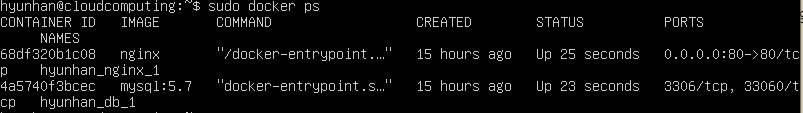 hyunhan@cloudcomputing:~$ sudo docker ps
CONTAINER ID   IMAGE       COMMAND                  CREATED        STATUS          PORTS
     NAMES
68df320b1c08   nginx       "/docker-entrypoint.…"   15 hours ago   Up 25 seconds   0.0.0.0:80->80/tc
p   hyunhan_nginx_1
4a5740f3bcec   mysql:5.7   "docker-entrypoint.s…"   15 hours ago   Up 23 seconds   3306/tcp, 33060/t
cp   hyunhan_db_1